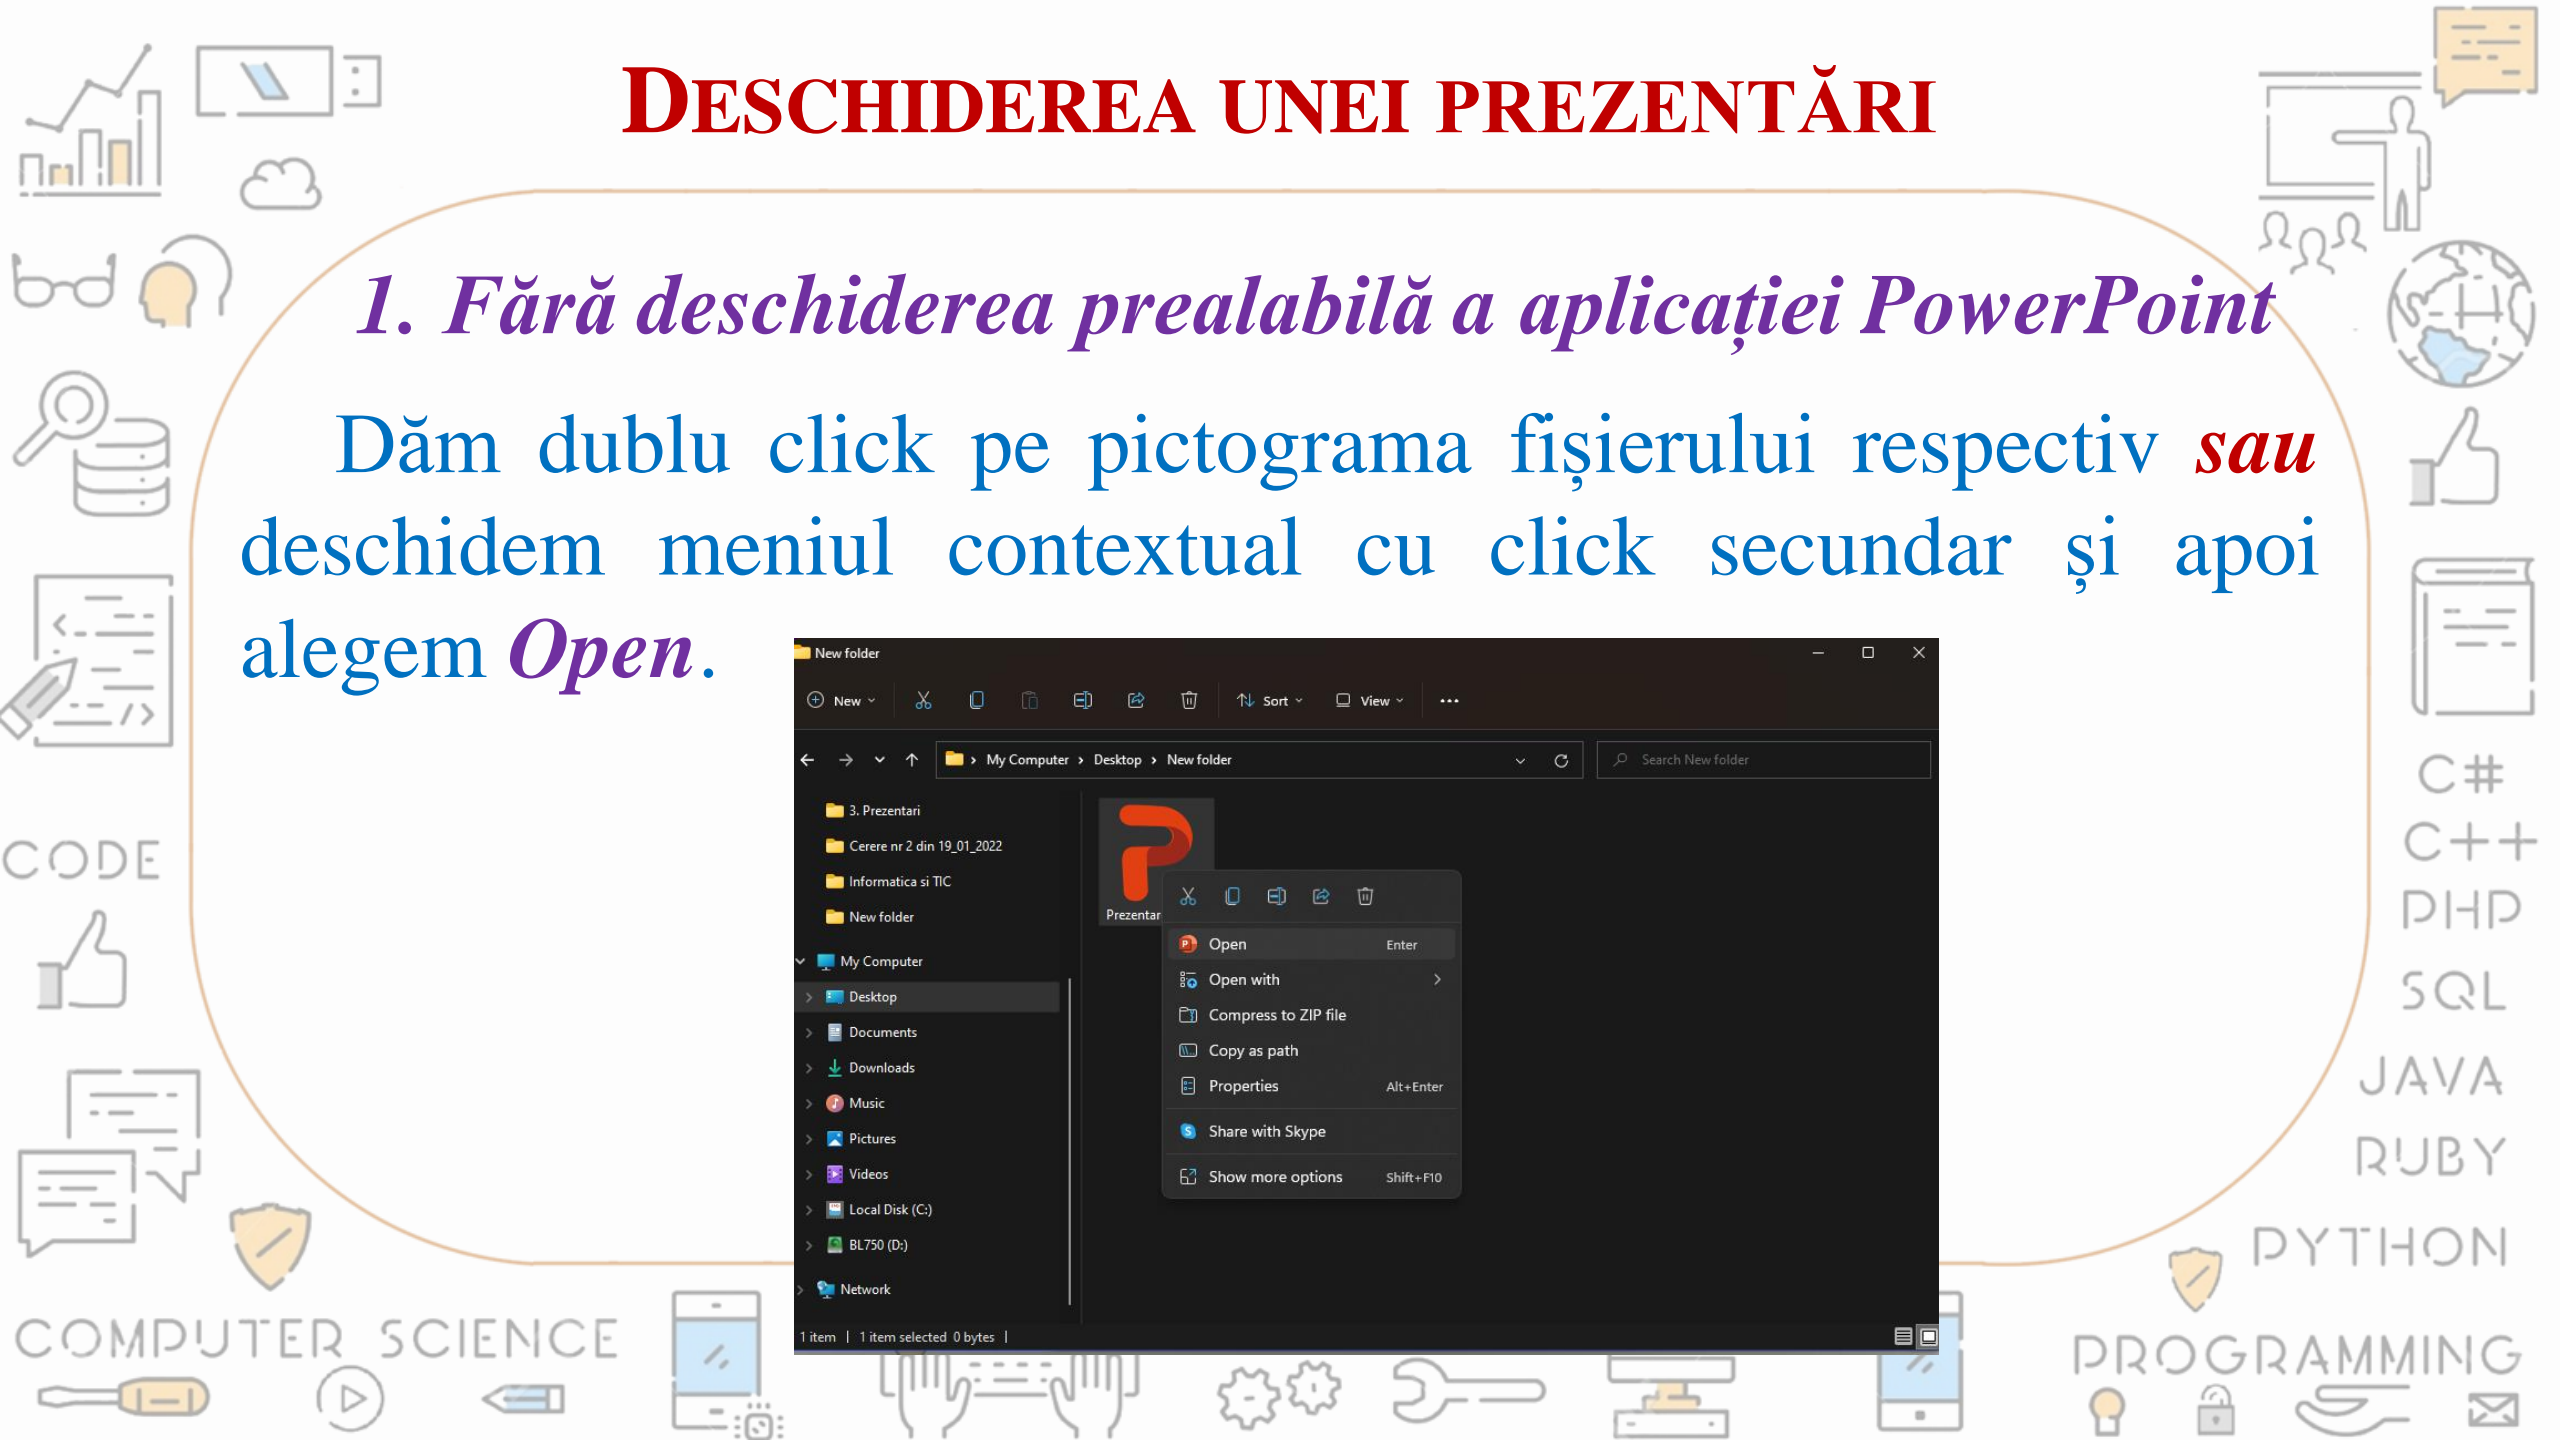 DESCHIDEREA UNEI PREZENTĂRI
1. Fără deschiderea prealabilă a aplicației PowerPoint
Dăm dublu click pe pictograma fișierului respectiv sau
deschidem meniul contextual cu click secundar și apoi
alegem Open.
New folder
New
Sort
View
My Computer
Desktop
New folder
Search New folder
3. Prezentari
Cerere nr 2 din 19_01_2022
Informatica si TIC
New folder
My Computer
Desktop
Documents
Downloads
Music
Pictures
Videos
Local Disk (C:)
BL750 (D:)
Network
Prezentar
Open Enter
Open with
Compress to ZIP file
Copy as path
Properties Alt+Enter
Share with Skype
Show more options Shift+F10
1 item | 1 item selected 0 bytes |
CODE
COMPUTER SCIENCE
C#
C++
PHP
SQL
JAVA
RUBY
PYTHON
PROGRAMMING